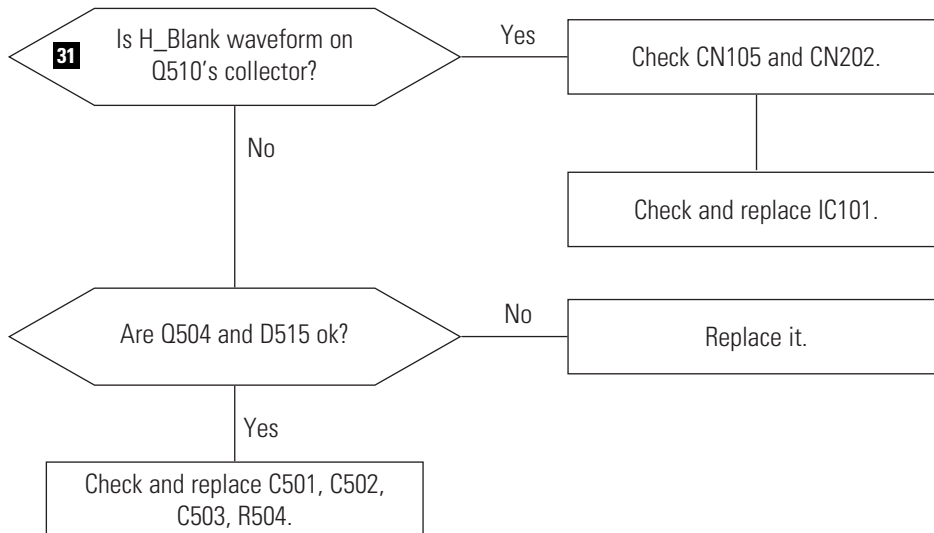 31
Is H_Blank waveform on
Q510's collector?
Yes
Check CN105 and CN202.
No
Check and replace IC101.
Are Q504 and D515 ok?
No
Replace it.
Yes
Check and replace C501, C502,
C503, R504.